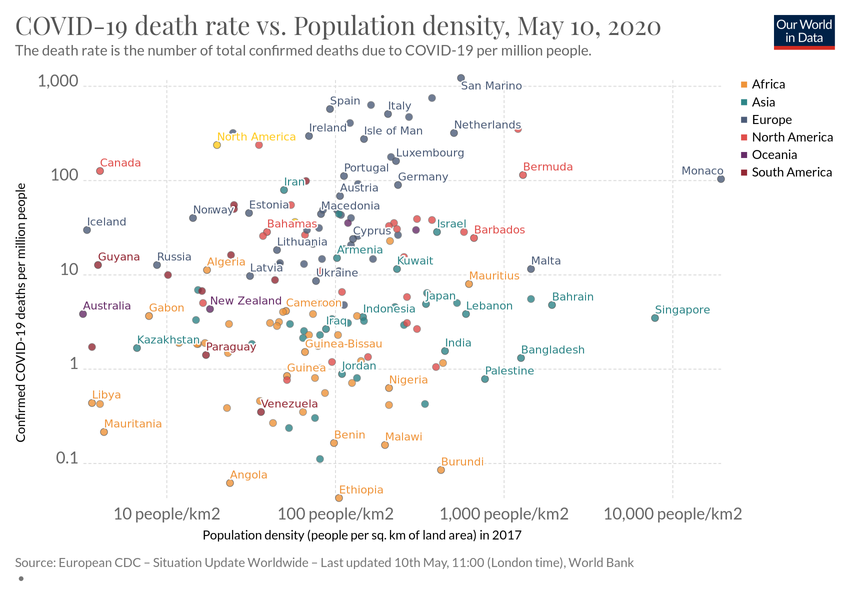 COVID-19 death rate vs. Population density, May 10, 2020
The death rate is the number of total confirmed deaths due to COVID-19 per million people.
Our World
in Data
1,000
San Marino
Africa
Spain
Italy
Asia
Ireland
Isle of Man
Netherlands
Europe
North America
North America
Luxembourg
Oceania
Canada
Portugal
Germany
Bermuda
Monaco
South America
100
Iran
Austria
Norway
Estonia
Macedonia
Iceland
Bahamas
Cyprus
Israel
Barbados
Lithuania
Armenia
Guyana
Russia
Algeria
Latvia
Ukraine
Kuwait
Malta
10
Mauritius
Australia
Gabon
New Zealand
Cameroon
Indonesia
Japan
Lebanon
Bahrain
Singapore
Iraq
Kazakhstan
Paraguay
Guinea-Bissau
India
Bangladesh
1
Guinea
Jordan
Nigeria
Palestine
Libya
Venezuela
Mauritania
Benin
Malawi
0.1
Burundi
Angola
Ethiopia
Confirmed COVID-19 deaths per million people
10 people/km2
100 people/km2
1,000 people/km2
10,000 people/km2
Population density (people per sq. km of land area) in 2017
Source: European CDC – Situation Update Worldwide – Last updated 10th May, 11:00 (London time), World Bank